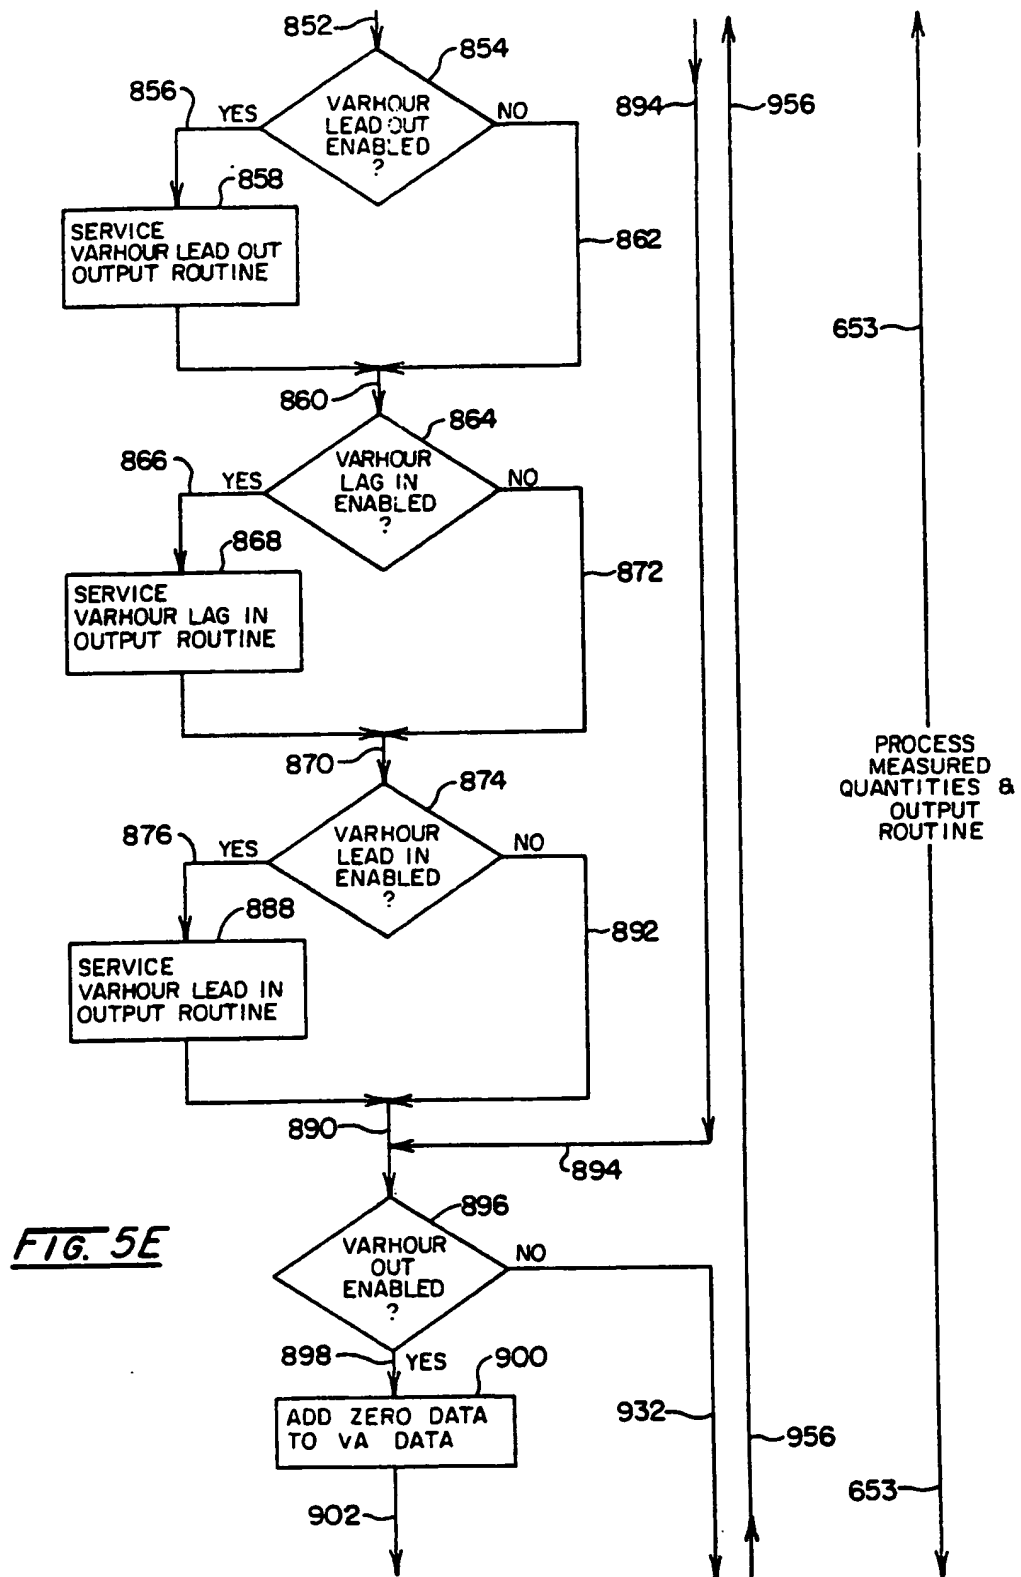 852
854
894
956
856
YES
VARHOUR
LEAD OUT
ENABLED
?
NO
858
SERVICE
VARHOUR LEAD OUT
OUTPUT ROUTINE
862
653
860
864
866
YES
VARHOUR
LAG IN
ENABLED
?
NO
868
SERVICE
VARHOUR LAG IN
OUTPUT ROUTINE
872
870
874
PROCESS
MEASURED
QUANTITIES &
OUTPUT
ROUTINE
876
YES
VARHOUR
LEAD IN
ENABLED
?
NO
888
SERVICE
VARHOUR LEAD IN
OUTPUT ROUTINE
892
890
894
896
FIG. 5E
VARHOUR
OUT
ENABLED
?
NO
898
YES
900
ADD ZERO DATA
TO VA DATA
932
956
902
653